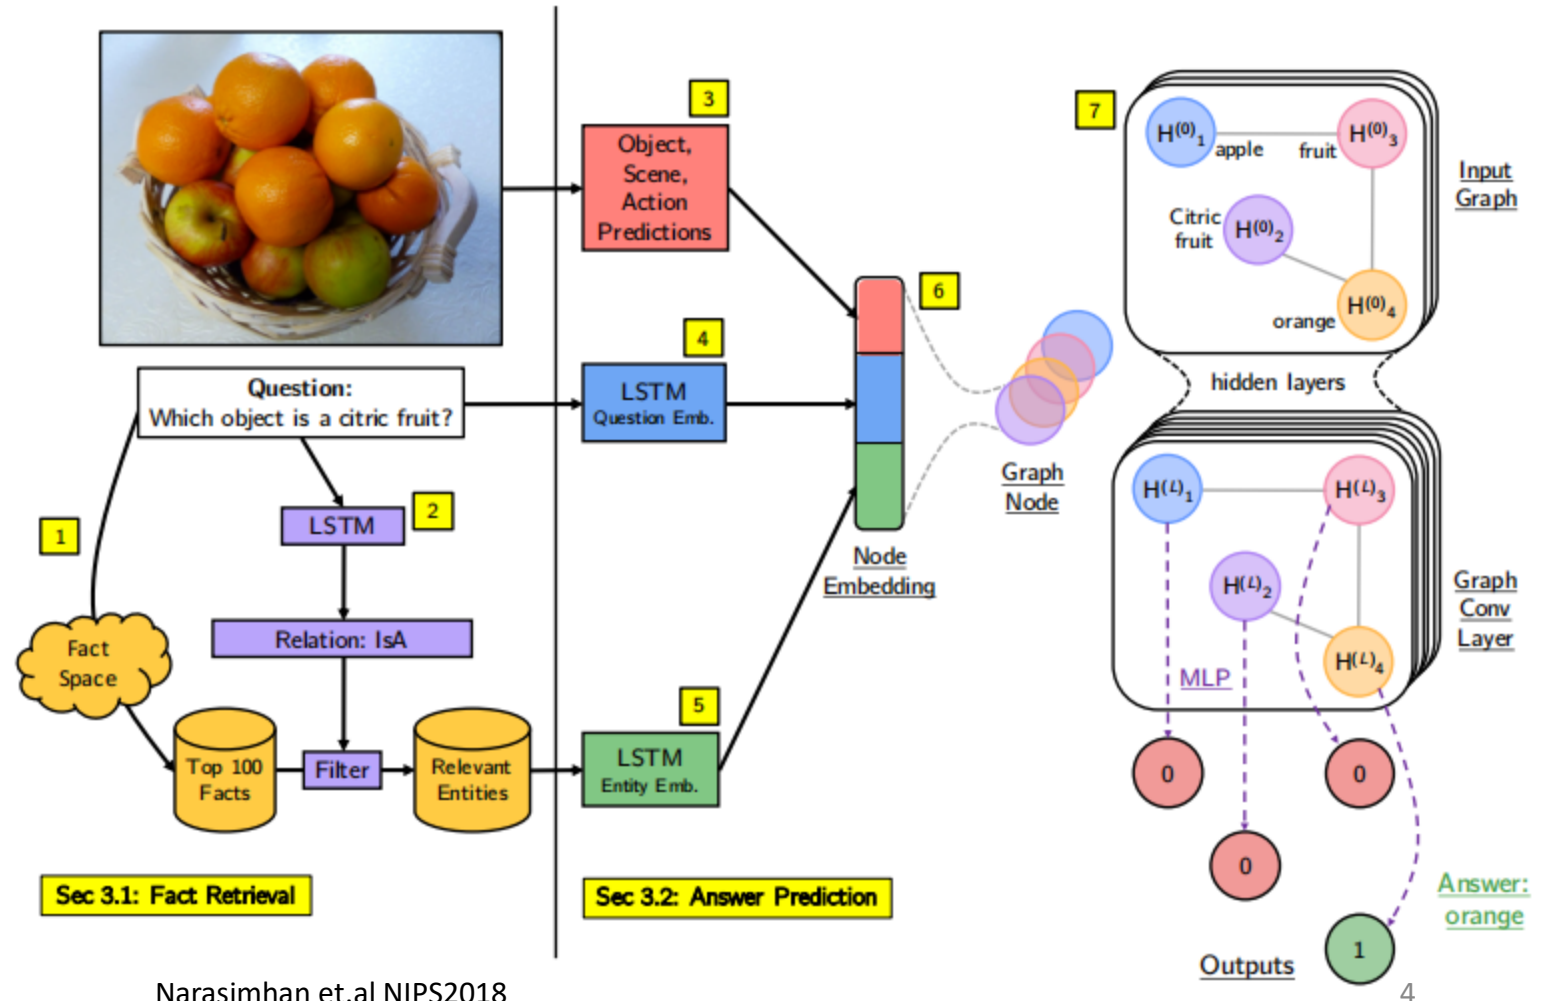 Question:
Which object is a citric fruit?
1
LSTM
2
Relation: IsA
Fact
Space
Top 100
Facts
Filter
Relevant
Entities
Sec 3.1: Fact Retrieval
3
Object,
Scene,
Action
Predictions
4
LSTM
Question Emb.
5
LSTM
Entity Emb.
6
Node
Embedding
Graph
Node
Sec 3.2: Answer Prediction
7
H(0)1
apple
H(0)3
fruit
Citric
fruit
H(0)2
H(0)4
orange
Input
Graph
hidden layers
H(L)1
H(L)3
H(L)2
H(L)4
MLP
Graph
Conv
Layer
0
0
0
1
Answer:
orange
Outputs
Narasimhan et.al NIPS2018
4